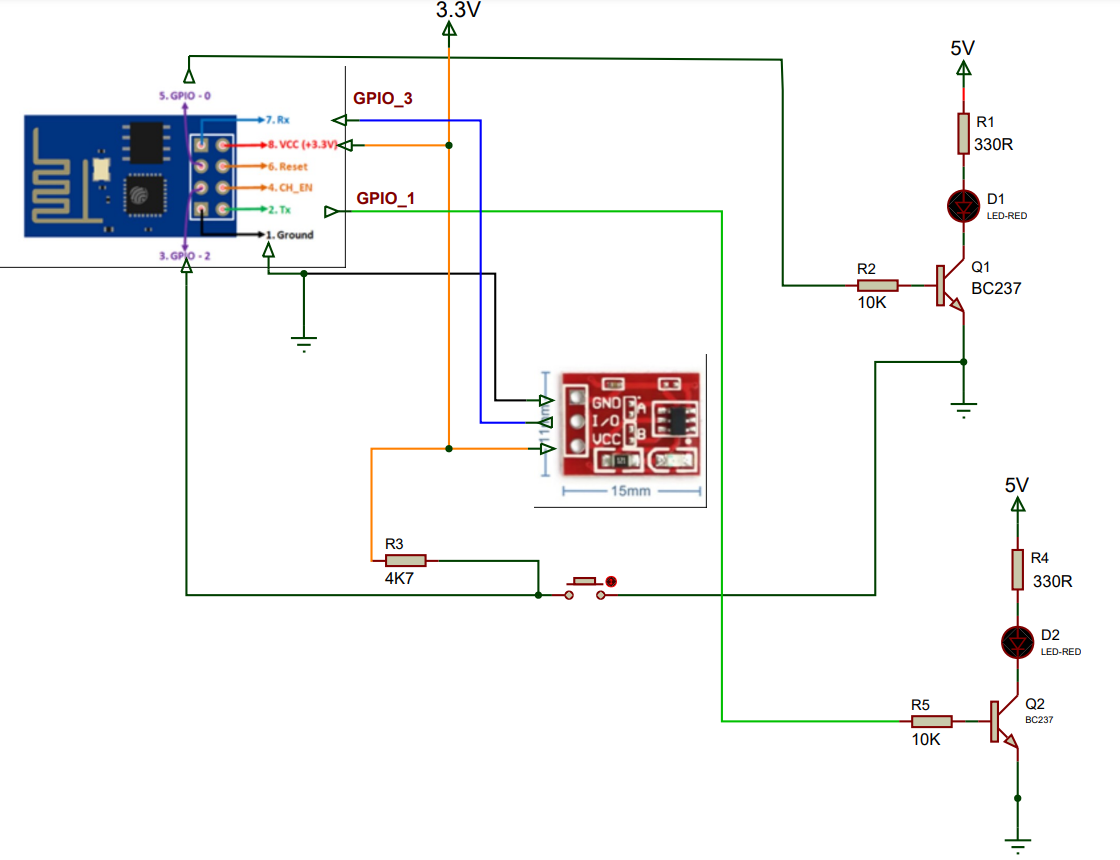 3.3V
5V
5. GPIO - 0
GPIO_3
7. Rx
8. VCC (+3.3V)
6. Reset
4. CH_EN
GPIO_1
2. Tx
1. Ground
3. GPIO - 2
R1
330R
D1
LED-RED
R2
10K
Q1
BC237
GND
A
I/O
B
VCC
15mm
R3
4K7
5V
R4
330R
D2
LED-RED
R5
10K
Q2
BC237